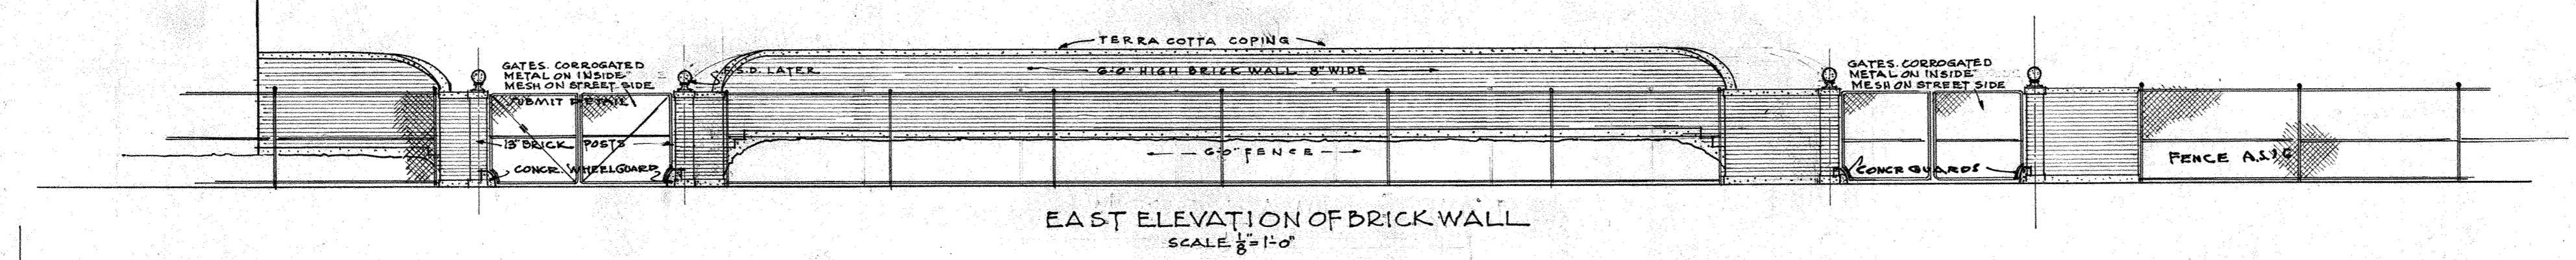 TERRA COTTA COPING
GATES. CORROGATED
METAL ON INSIDE
MESH ON STREET SIDE
SUBMIT DETAIL
F.S.D. LATER
6'-0" HIGH BRICK WALL 8" WIDE
GATES. CORROGATED
METAL ON INSIDE
MESH ON STREET SIDE
13" BRICK POSTS
CONCR. WHEELGUARD
6'-0" FENCE
CONCR GUARDS
FENCE
EAST ELEVATION OF BRICK WALL
SCALE 1/8" = 1'-0"